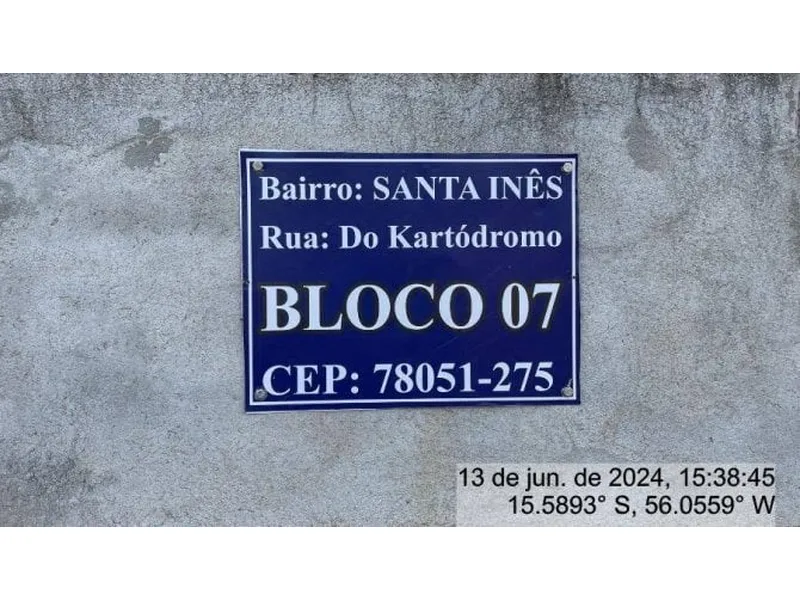 Bairro: SANTA INÊS
Rua: Do Kartódromo
BLOCO 07
CEP: 78051-275
13 de jun. de 2024, 15:38:45
15.5893° S, 56.0559° W